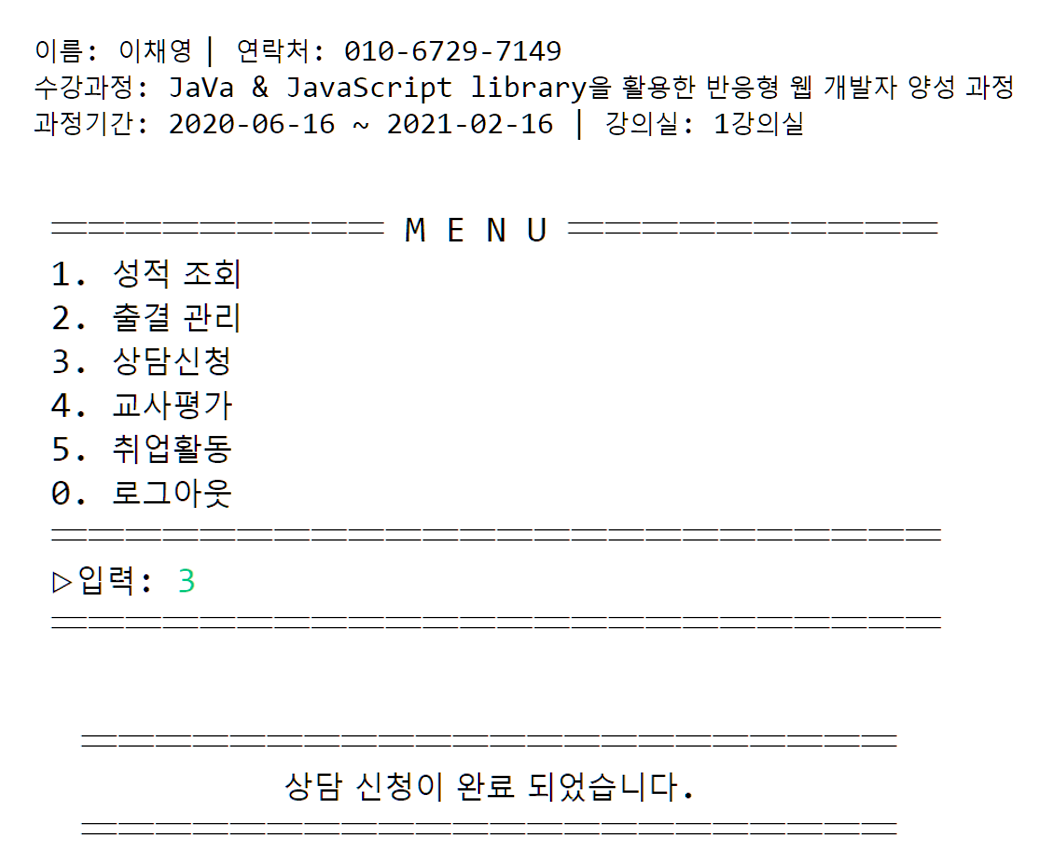 이름: 이채영 | 연락처: 010-6729-7149
수강과정: JaVa & JavaScript library을 활용한 반응형 웹 개발자 양성 과정
과정기간: 2020-06-16 ~ 2021-02-16 | 강의실: 1강의실
════════ M E N U ═════════
1. 성적 조회
2. 출결 관리
3. 상담신청
4. 교사평가
5. 취업활동
0. 로그아웃
════════════════════════
▷입력: 3
════════════════════════
══════════════════════
상담 신청이 완료 되었습니다.
══════════════════════